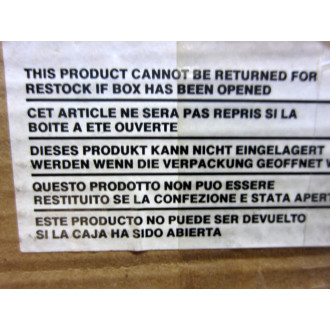 THIS PRODUCT CANNOT BE RETURNED FOR
RESTOCK IF BOX HAS BEEN OPENED
CET ARTICLE NE SERA PAS REPRIS SI LA
BOITE A ETE OUVERTE
DIESES PRODUKT KANN NICHT EINGELAGERT
WERDEN WENN DIE VERPACKUNG GEOFFNET W
QUESTO PRODOTTO NON PUO ESSERE
RESTITUITO SE LA CONFEZIONE E STATA APERT
ESTE PRODUCTO NO PUEDE SER DEVUELTO
SI LA CAJA HA SIDO ABIERTA